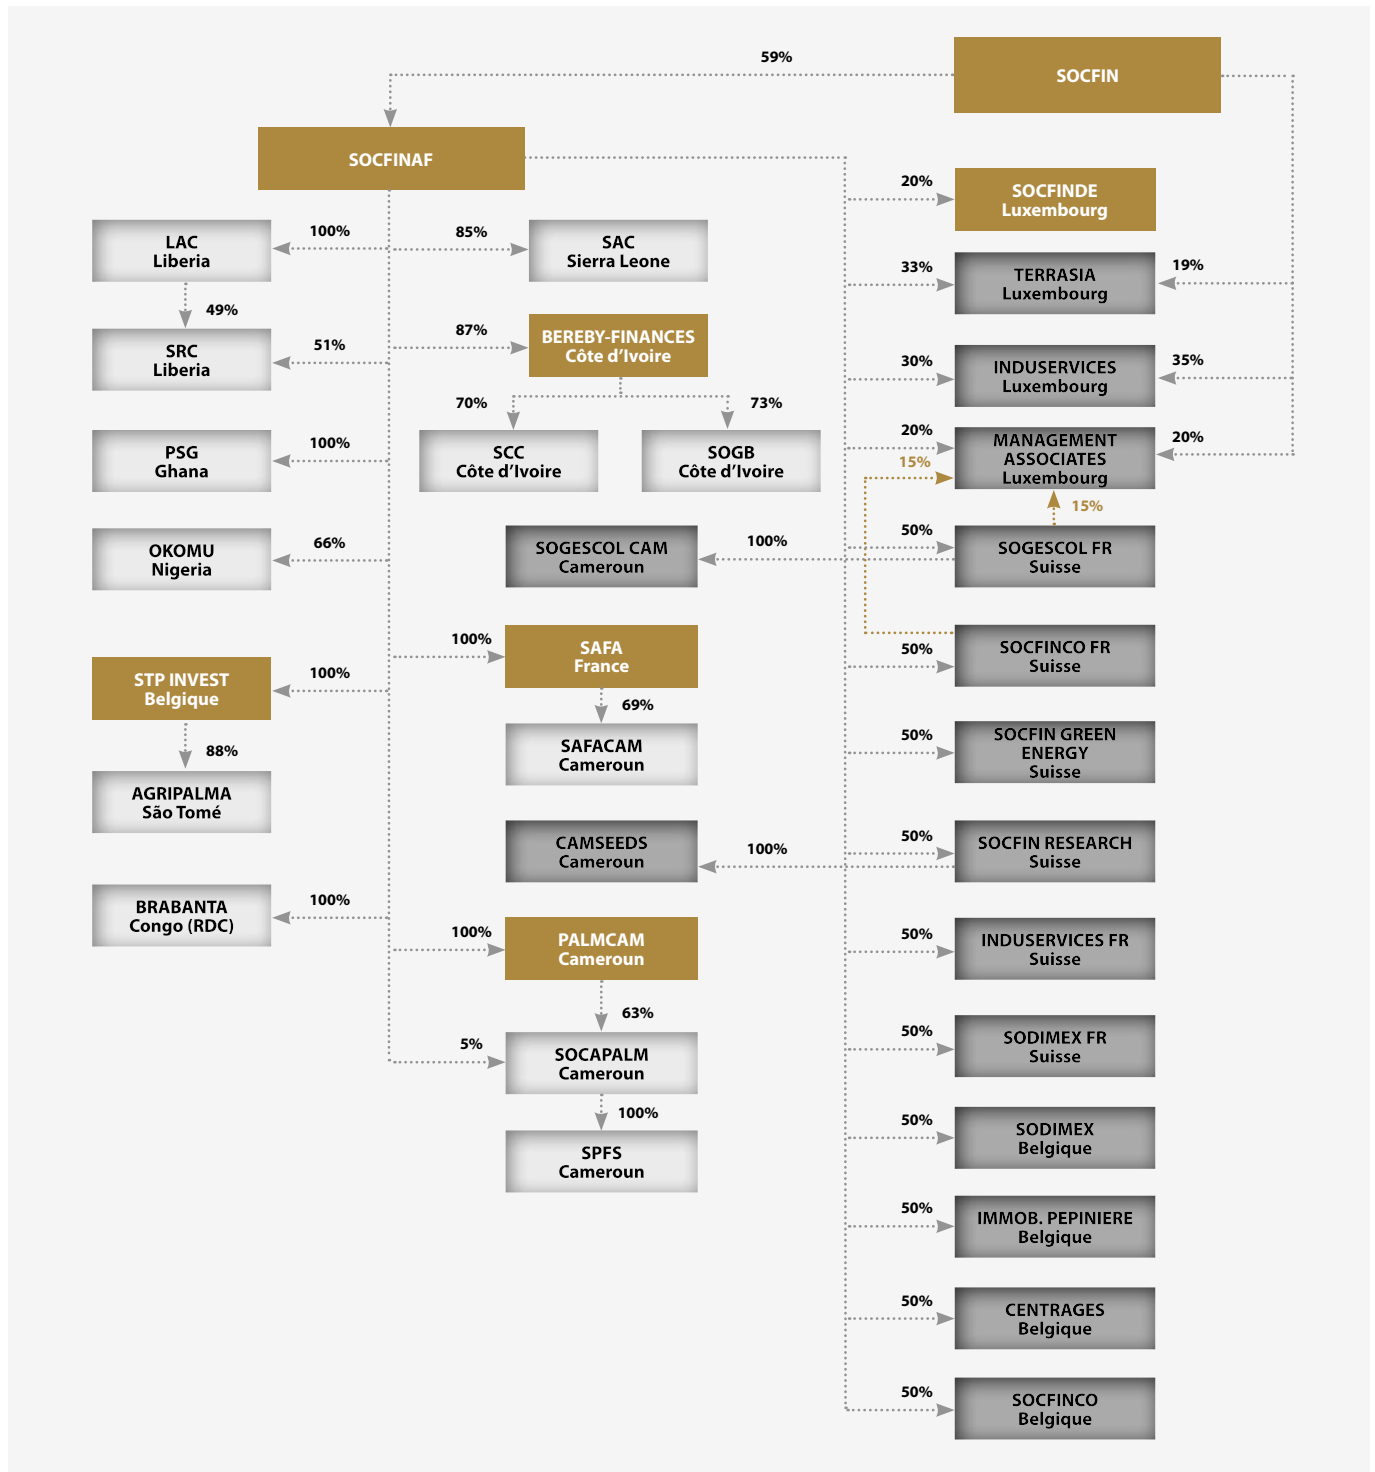 59%
SOCFIN
SOCFINAF
20%
SOCFINDE
Luxembourg
LAC
Liberia
100%
85%
SAC
Sierra Leone
33%
TERRASIA
Luxembourg
19%
49%
SRC
Liberia
51%
87%
BEREBY-FINANCES
Côte d’Ivoire
30%
INDUSERVICES
Luxembourg
35%
70%
73%
PSG
Ghana
100%
SCC
Côte d’Ivoire
SOGB
Côte d’Ivoire
20%
15%
MANAGEMENT
ASSOCIATES
Luxembourg
20%
15%
OKOMU
Nigeria
66%
SOGESCOL CAM
Cameroun
100%
50%
SOGESCOL FR
Suisse
STP INVEST
Belgique
100%
100%
SAFA
France
50%
SOCFINCO FR
Suisse
88%
69%
AGRIPALMA
São Tomé
SAFACAM
Cameroun
50%
SOCFIN GREEN
ENERGY
Suisse
CAMSEEDS
Cameroun
100%
50%
SOCFIN RESEARCH
Suisse
BRABANTA
Congo (RDC)
100%
100%
PALMCAM
Cameroun
50%
INDUSERVICES FR
Suisse
63%
5%
SOCAPALM
Cameroun
50%
SODIMEX FR
Suisse
100%
SPFS
Cameroun
50%
SODIMEX
Belgique
50%
IMMOB. PEPINIERE
Belgique
50%
CENTRAGES
Belgique
50%
SOCFINCO
Belgique